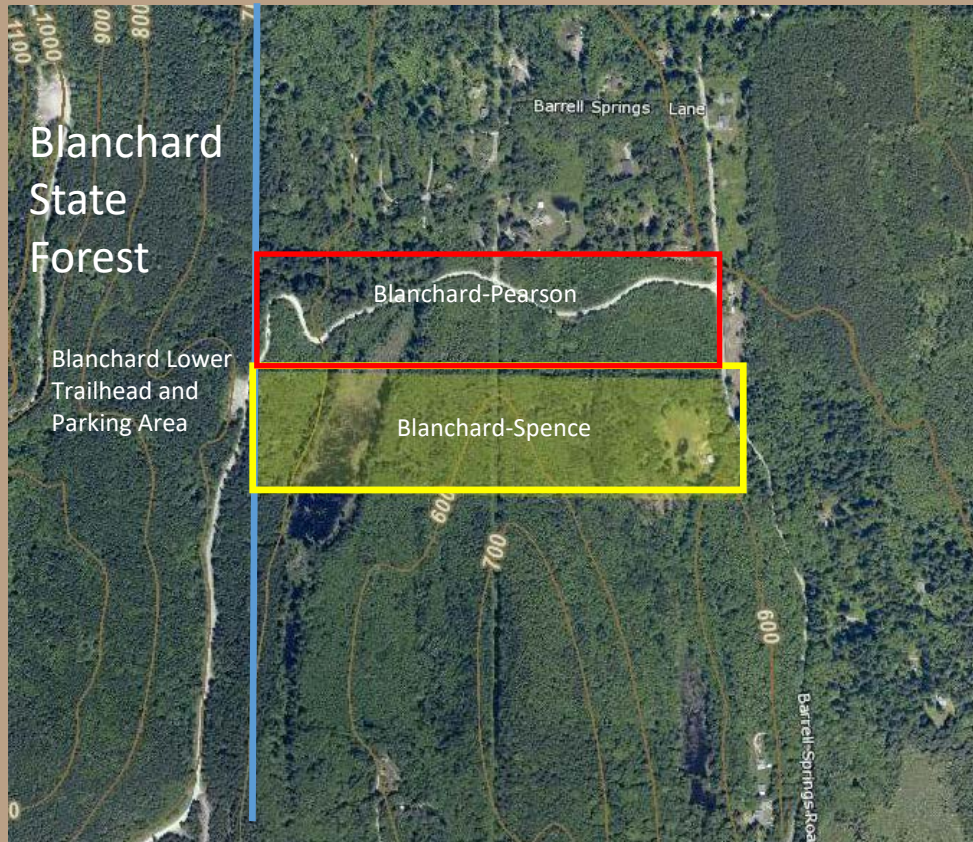 1100
1000
900
800
Barrell Springs Lane
Blanchard
State
Forest
Blanchard-Pearson
Blanchard Lower
Trailhead and
Parking Area
Blanchard-Spence
600
700
600
Barrell Springs Roa